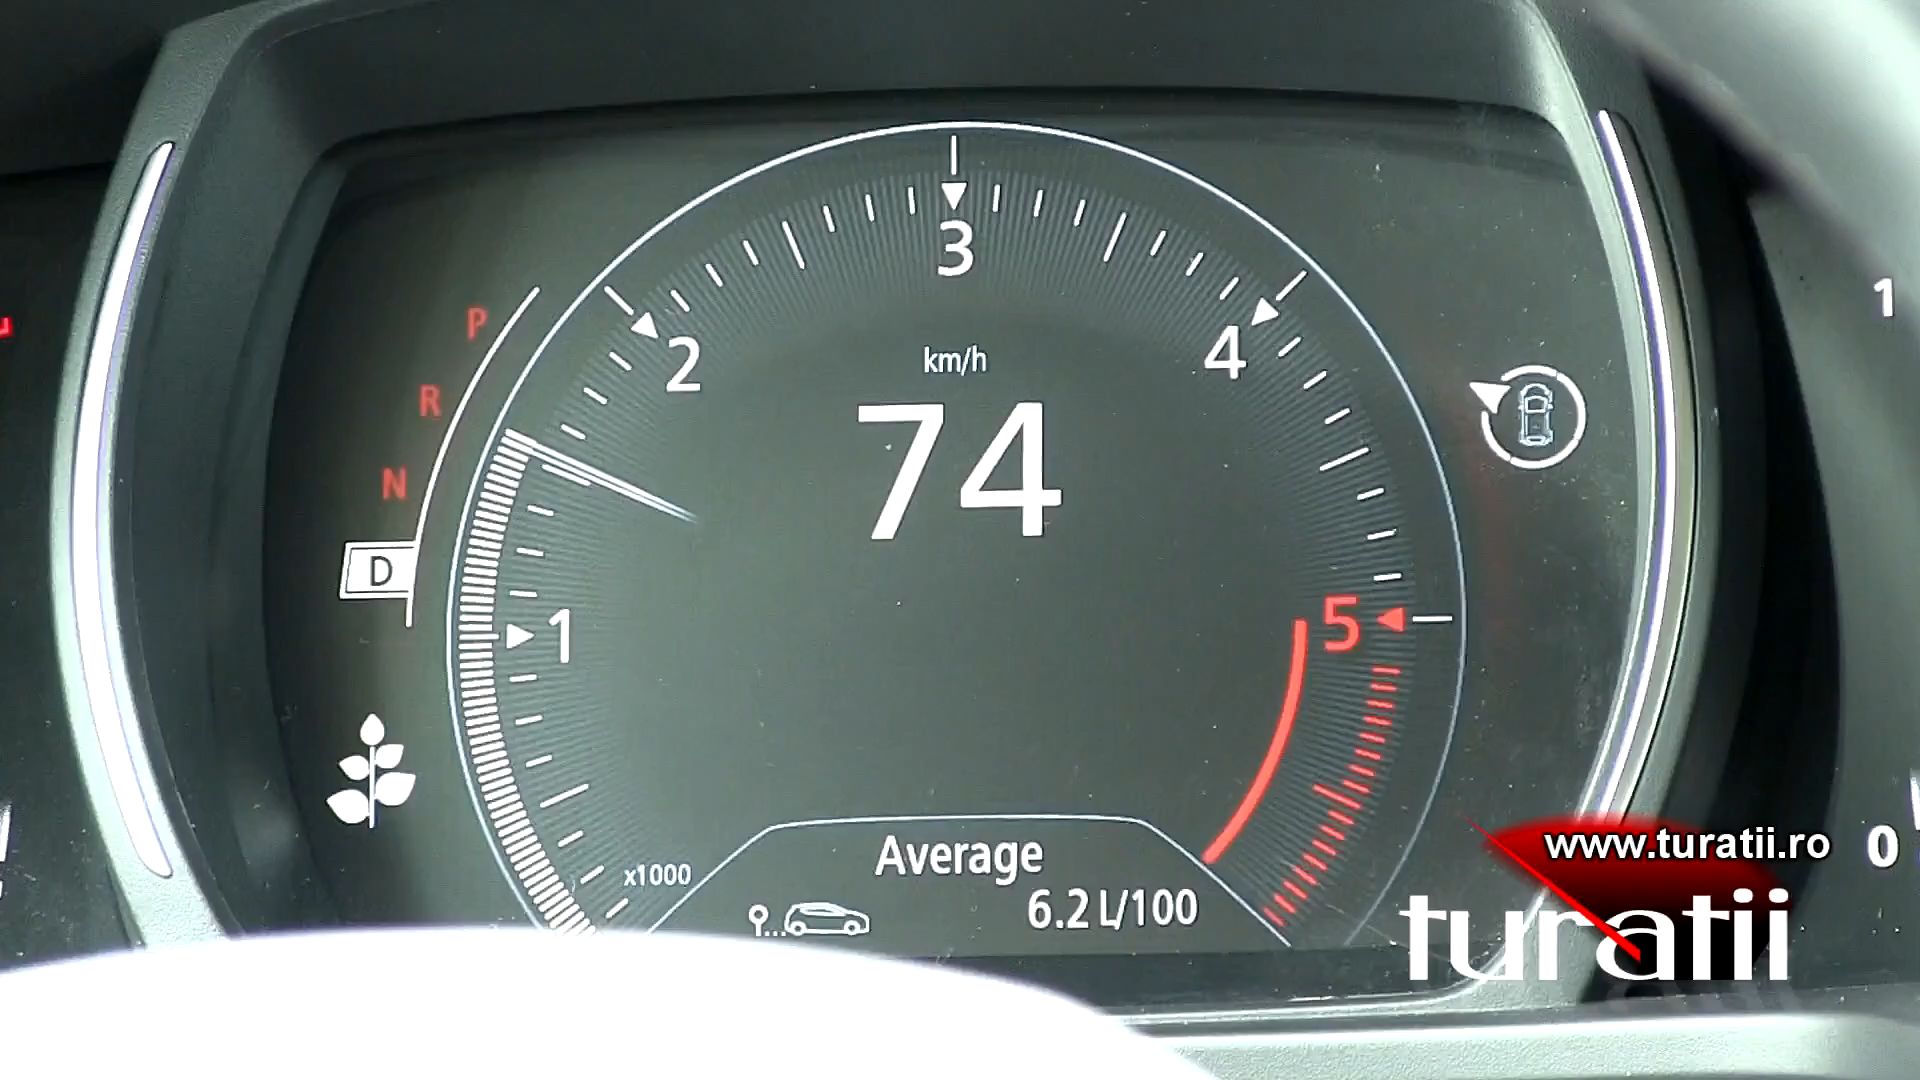 3
2
4
km/h
74
P
R
N
D
1
5
x1000
Average
6.2 L/100
1
0
www.turatii.ro
turatii